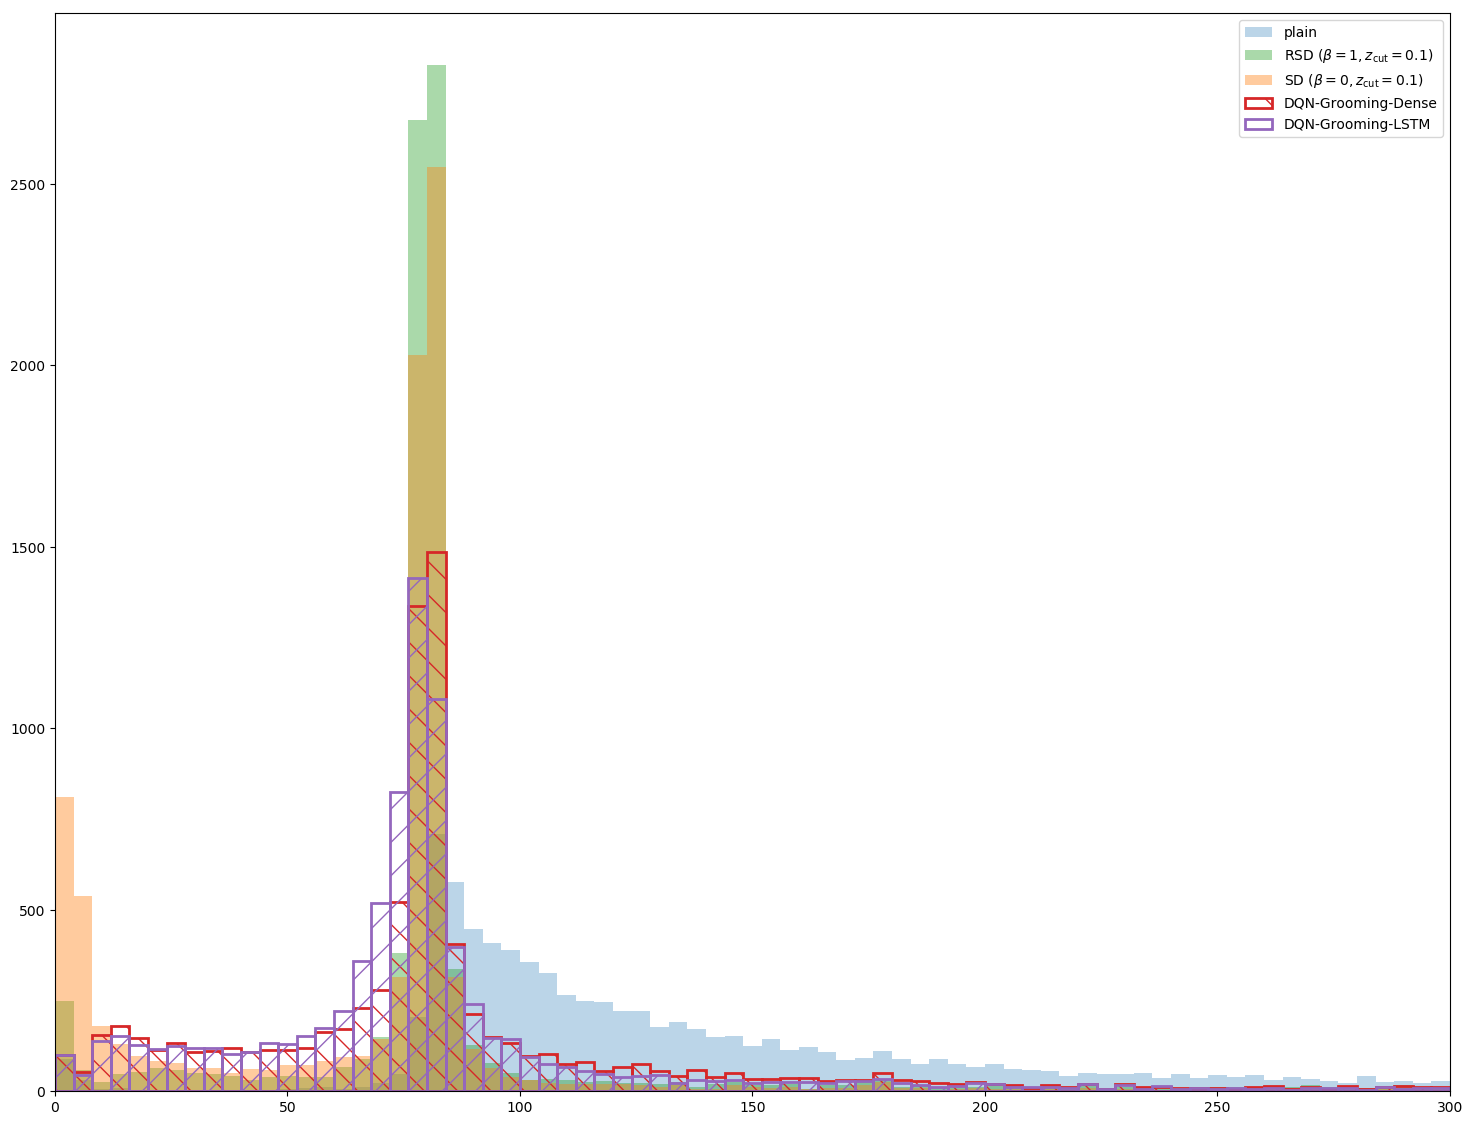 plain
RSD (β = 1, z_cut = 0.1)
SD (β = 0, z_cut = 0.1)
DQN-Grooming-Dense
DQN-Grooming-LSTM
2500
2000
1500
1000
500
0
0 50 100 150 200 250 300